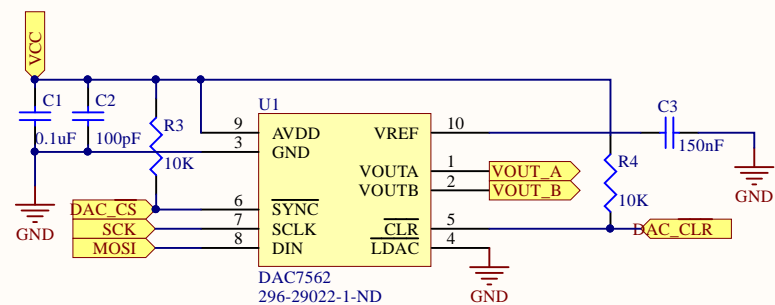 VCC
C1
0.1uF
C2
100pF
R3
10K
GND
DAC_CS
SCK
MOSI
U1
9 AVDD VREF 10
3 GND
VOUTA 1 VOUT_A
VOUTB 2 VOUT_B
6 SYNC
7 SCLK CLR 5
8 DIN LDAC 4
DAC7562
296-29022-1-ND
C3
150nF
GND
R4
10K
DAC_CLR
GND